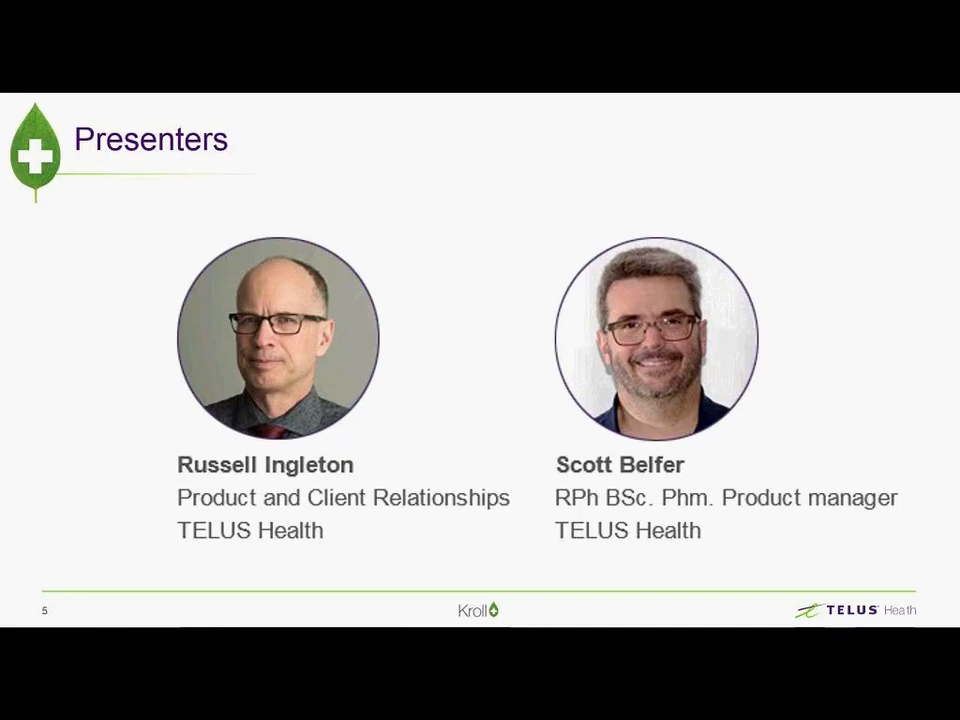 Presenters
Russell Ingleton
Product and Client Relationships
TELUS Health
Scott Belfer
RPh BSc. Phm. Product manager
TELUS Health
5
Kroll
TELUS Health